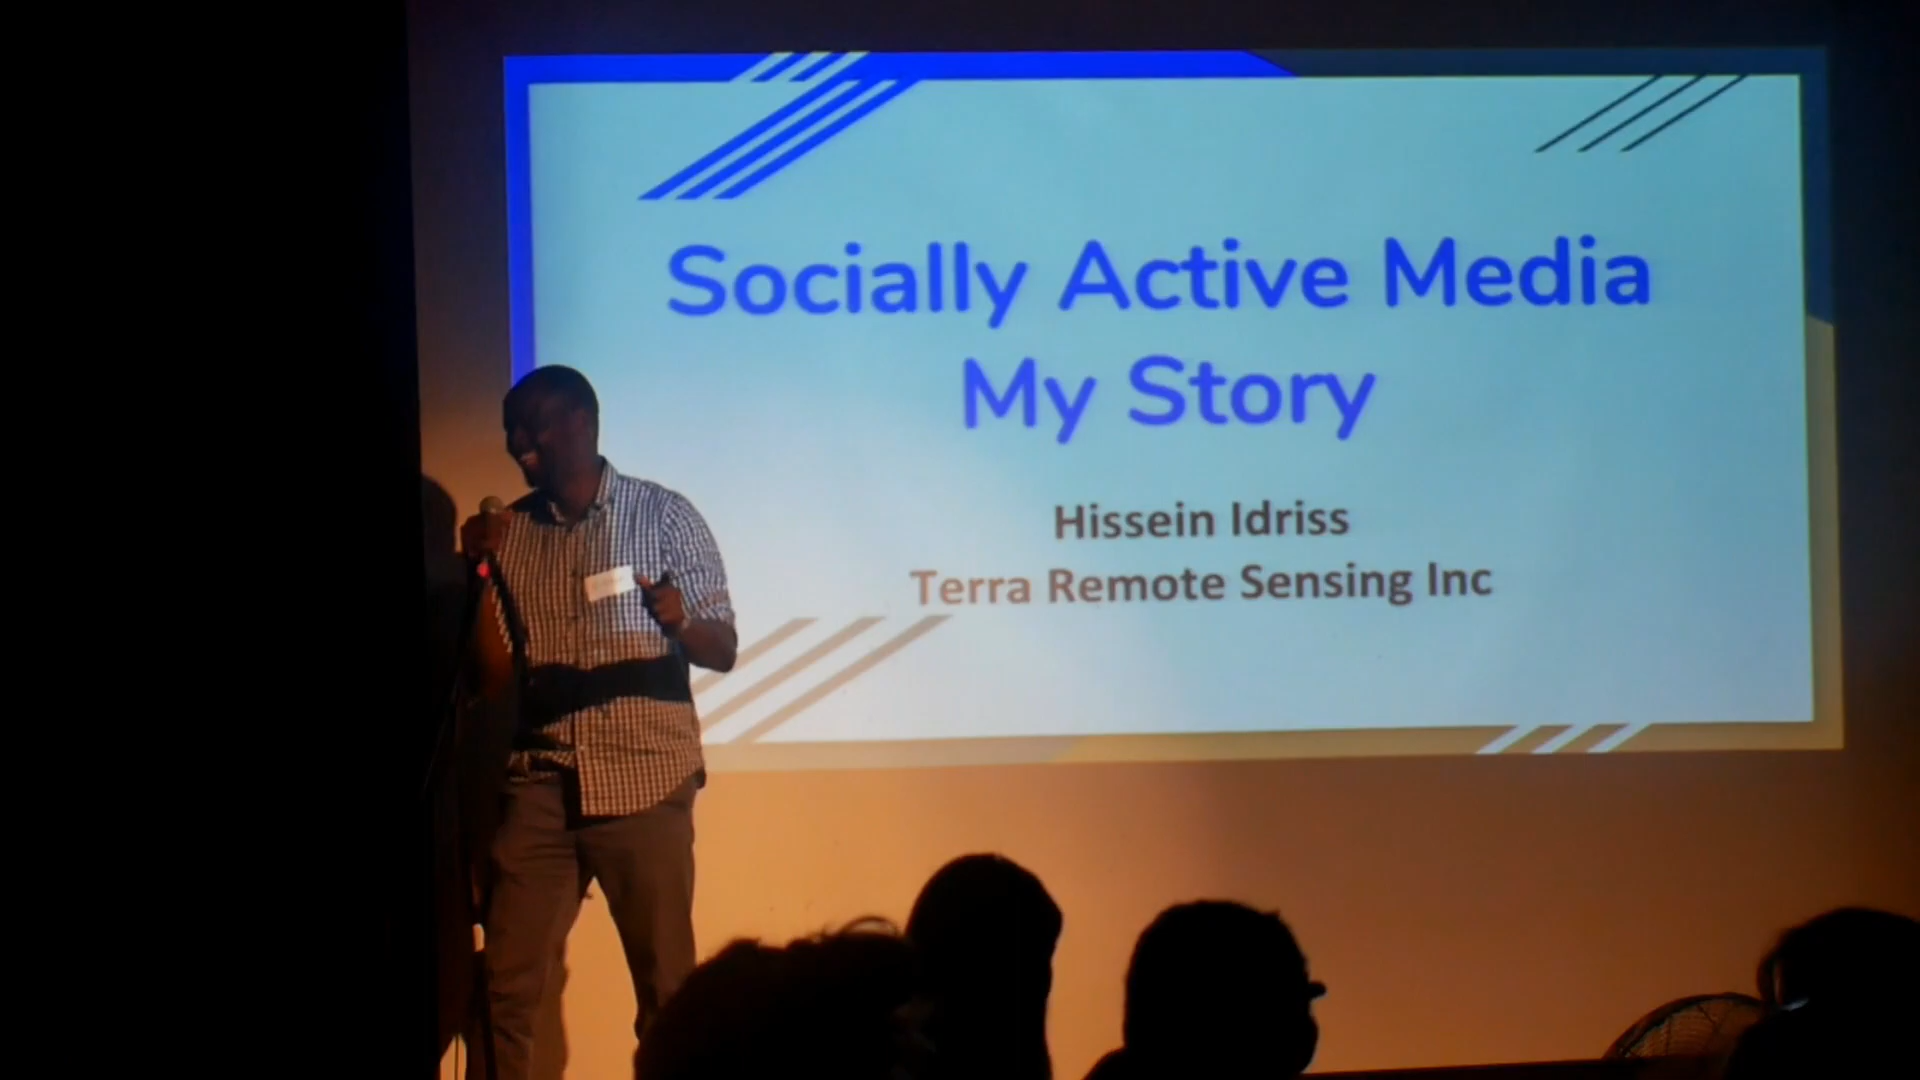 Socially Active Media
My Story
Hissein Idriss
Terra Remote Sensing Inc